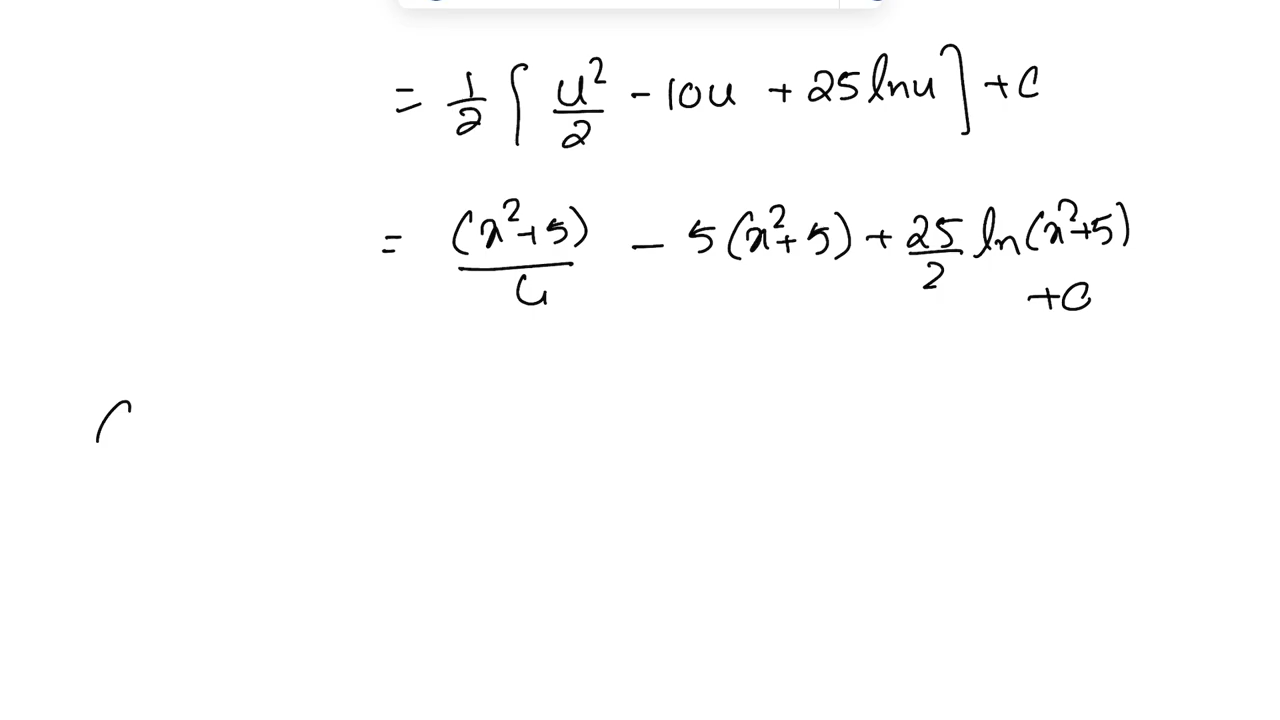 = 1/2 [ u²/2 - 10u + 25 ln u ] + C
= (x²+5)/4 - 5(x²+5) + 25/2 ln(x²+5)
+C
(